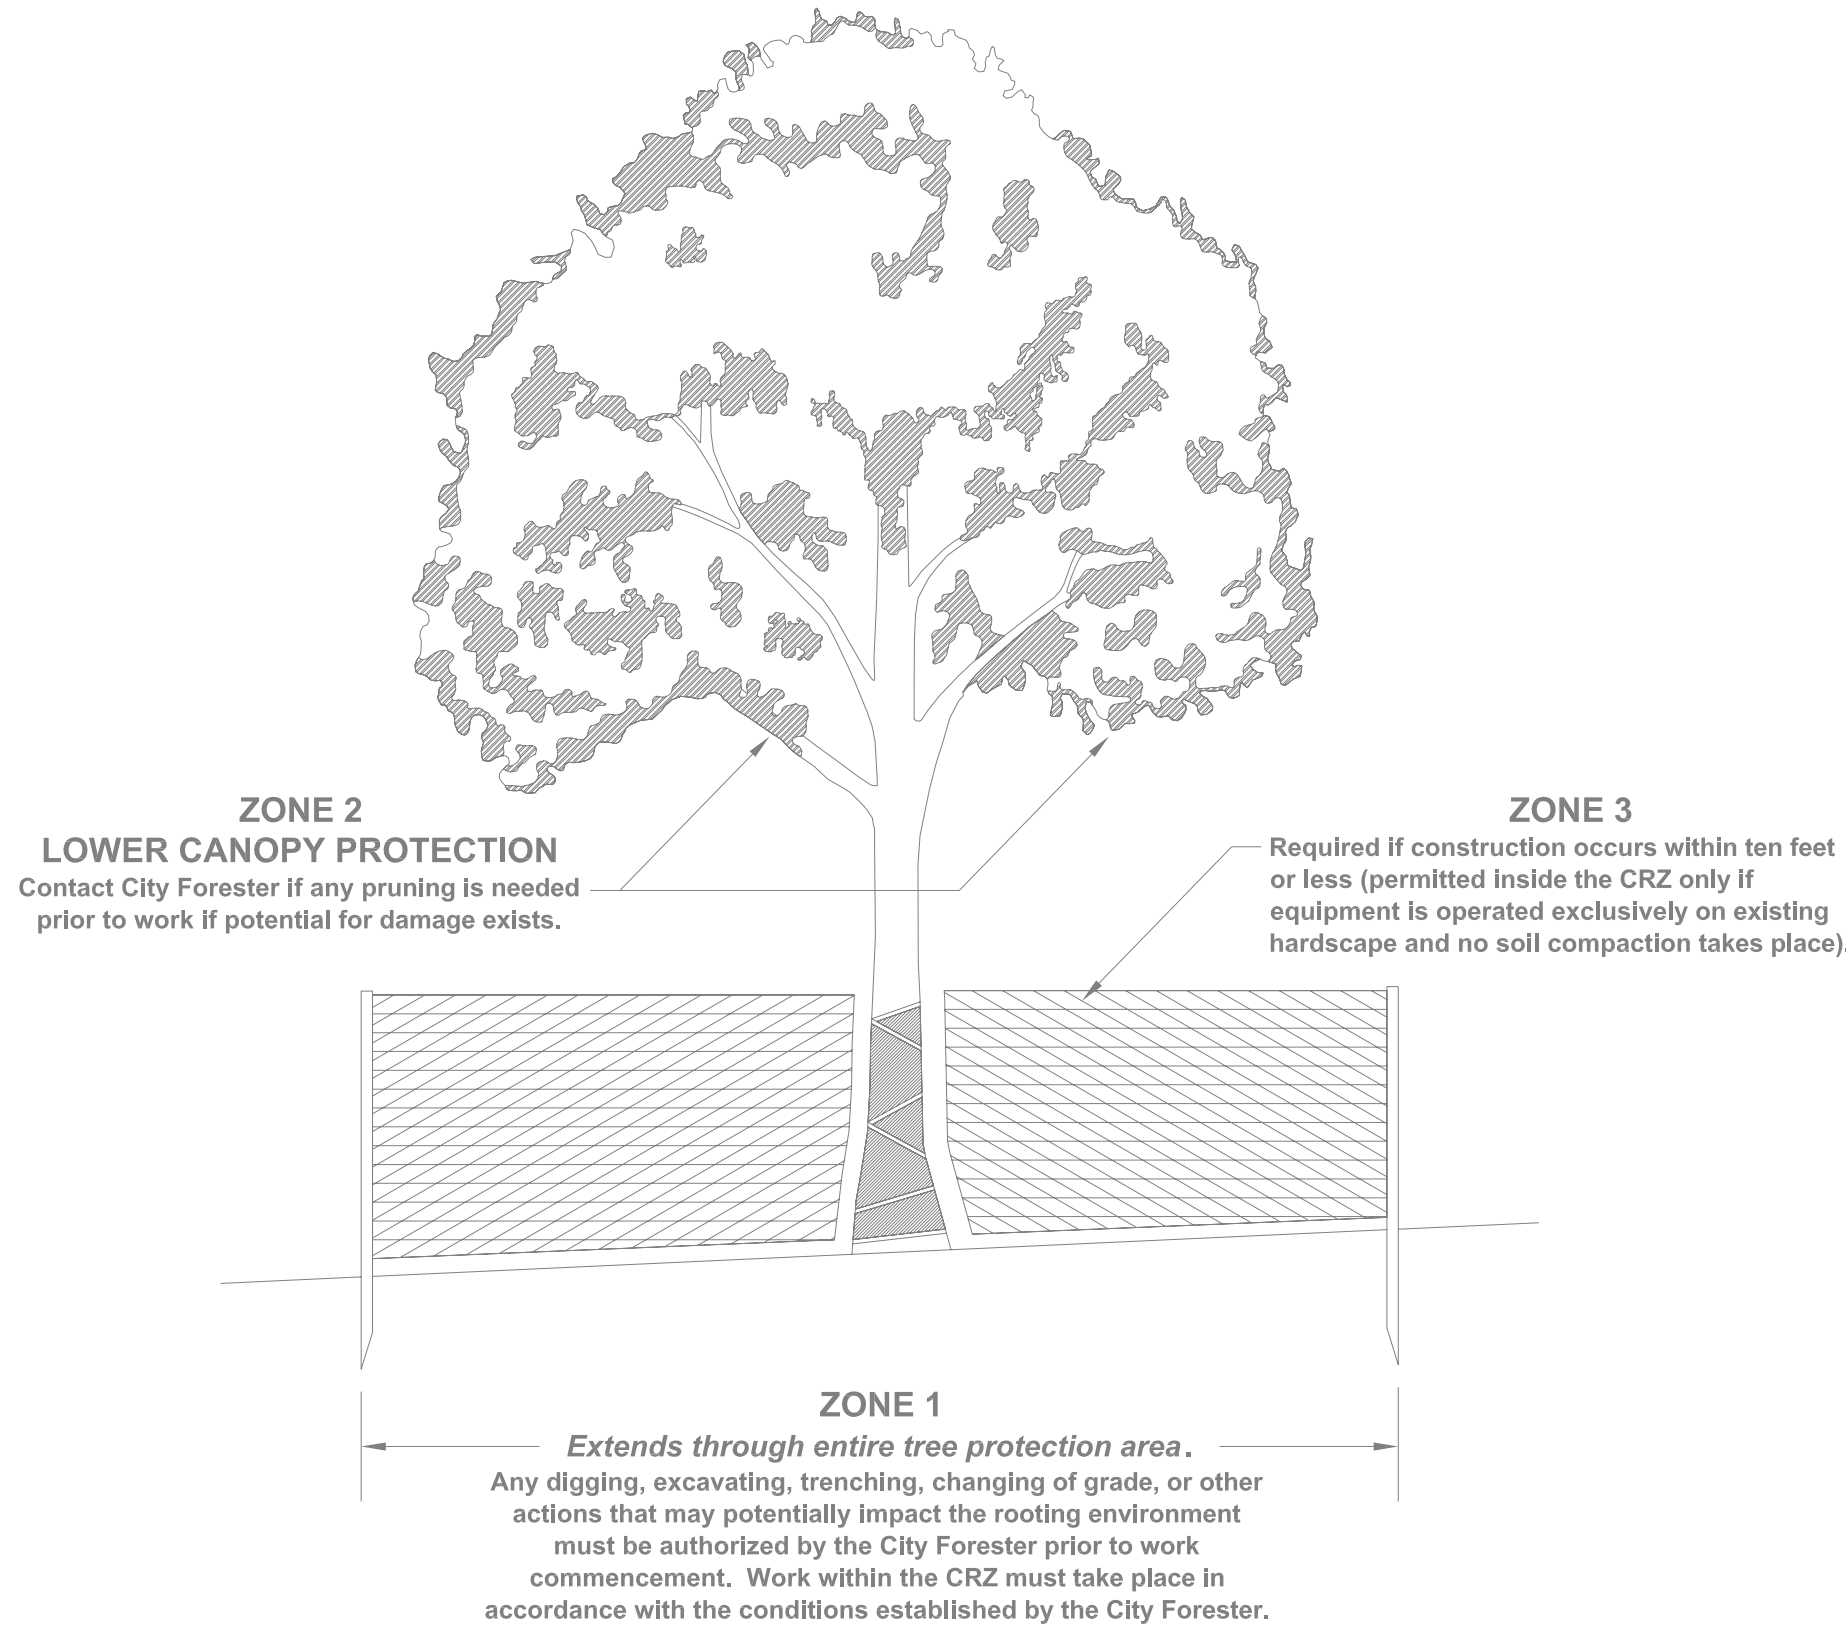 ZONE 2
LOWER CANOPY PROTECTION
Contact City Forester if any pruning is needed
prior to work if potential for damage exists.
ZONE 3
Required if construction occurs within ten feet
or less (permitted inside the CRZ only if
equipment is operated exclusively on existing
hardscape and no soil compaction takes place).
ZONE 1
Extends through entire tree protection area.
Any digging, excavating, trenching, changing of grade, or other
actions that may potentially impact the rooting environment
must be authorized by the City Forester prior to work
commencement.  Work within the CRZ must take place in
accordance with the conditions established by the City Forester.